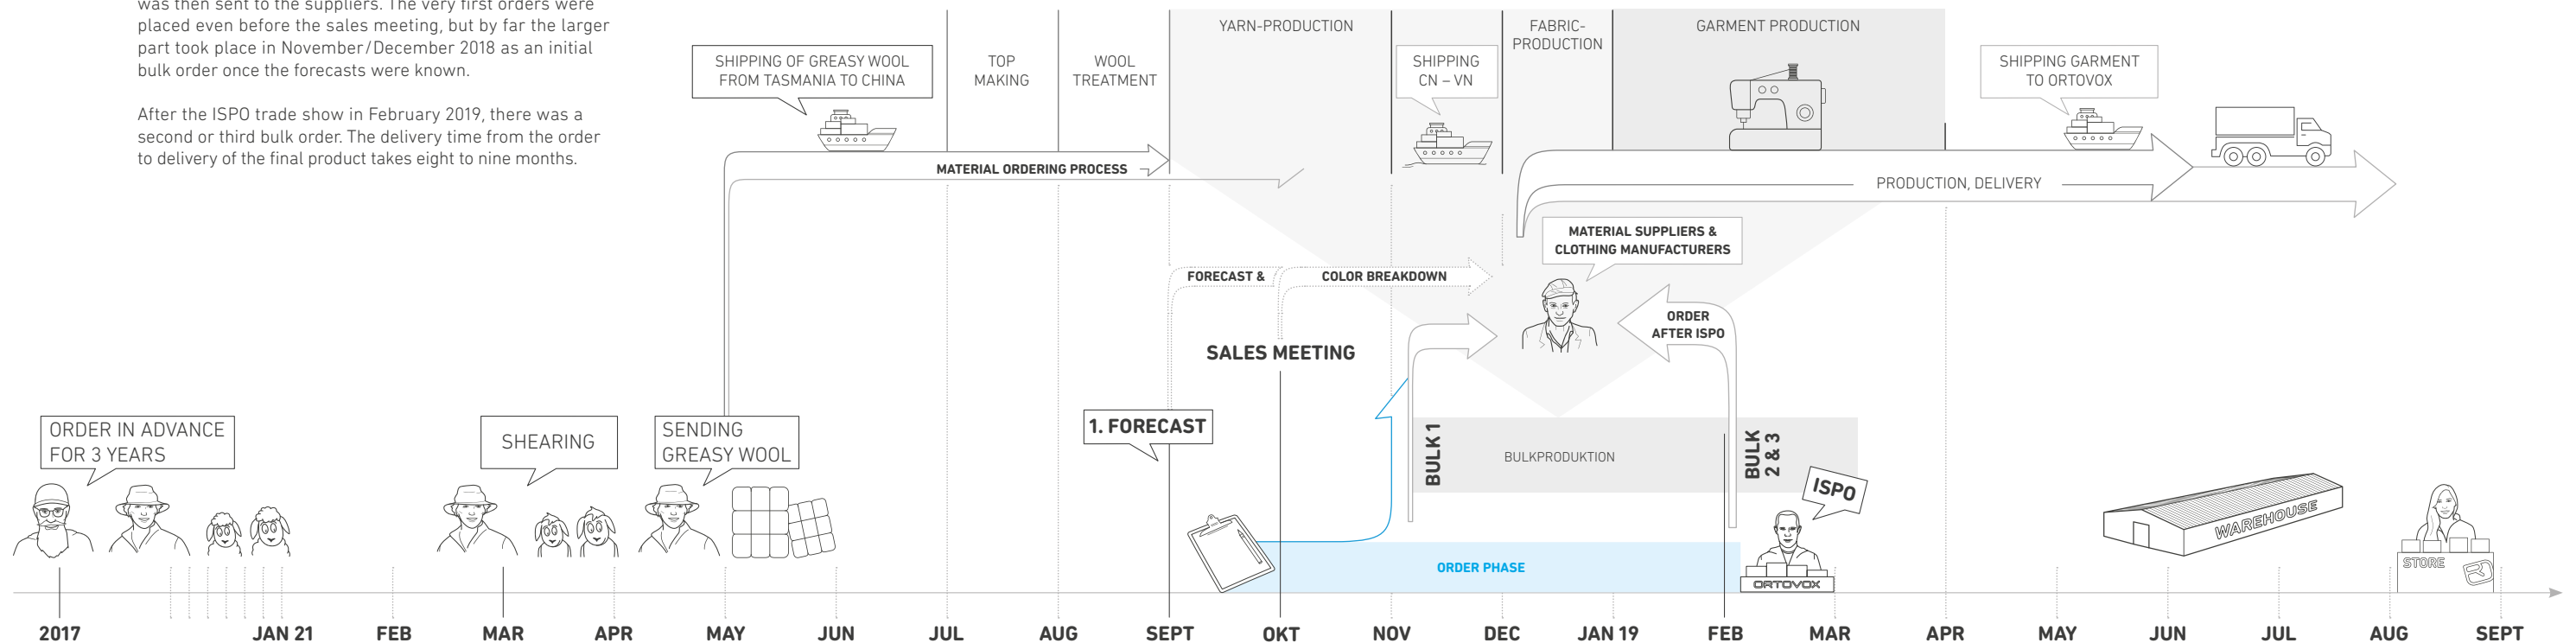 was then sent to the suppliers. The very first orders were
placed even before the sales meeting, but by far the larger
part took place in November/December 2018 as an initial
bulk order once the forecasts were known.
After the ISPO trade show in February 2019, there was a
second or third bulk order. The delivery time from the order
to delivery of the final product takes eight to nine months.
SHIPPING OF GREASY WOOL
FROM TASMANIA TO CHINA
TOP
MAKING
WOOL
TREATMENT
YARN-PRODUCTION
SHIPPING
CN – VN
FABRIC-
PRODUCTION
GARMENT PRODUCTION
SHIPPING GARMENT
TO ORTOVOX
MATERIAL ORDERING PROCESS
PRODUCTION, DELIVERY
MATERIAL SUPPLIERS &
CLOTHING MANUFACTURERS
FORECAST &
COLOR BREAKDOWN
ORDER
AFTER ISPO
SALES MEETING
ORDER IN ADVANCE
FOR 3 YEARS
SHEARING
SENDING
GREASY WOOL
1. FORECAST
BULK 1
BULKPRODUKTION
BULK
2 & 3
ISPO
ORTOVOX
WAREHOUSE
STORE
ORDER PHASE
2017
JAN 21
FEB
MAR
APR
MAY
JUN
JUL
AUG
SEPT
OKT
NOV
DEC
JAN 19
FEB
MAR
APR
MAY
JUN
JUL
AUG
SEPT